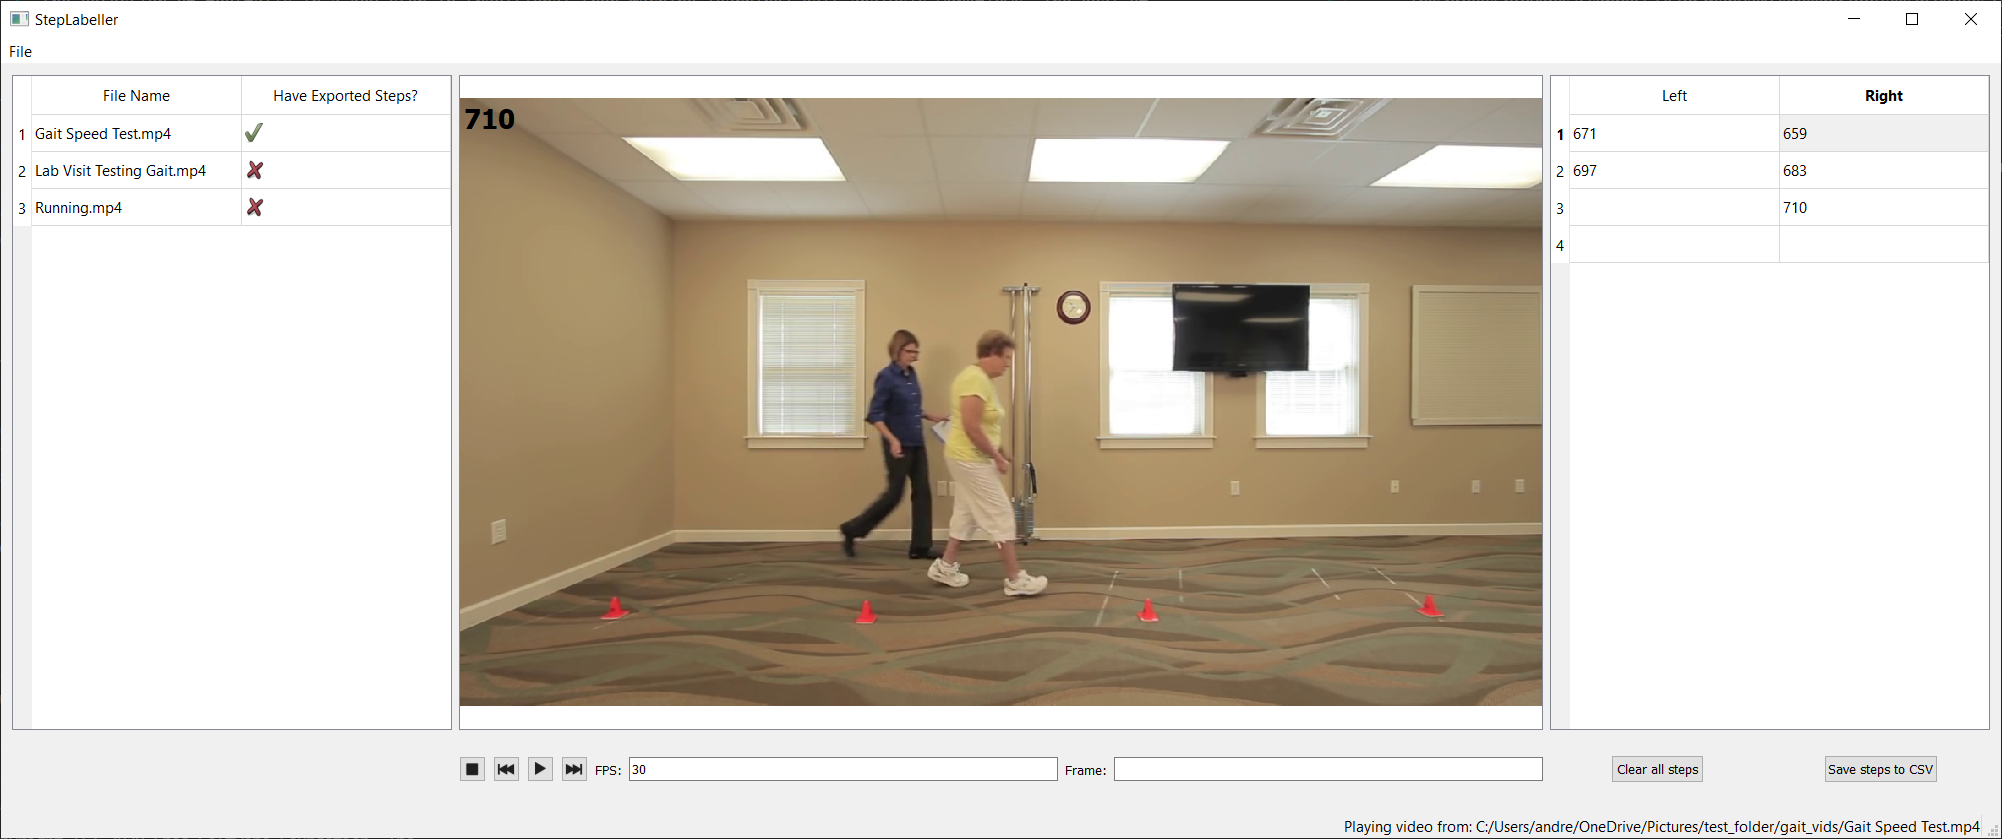 StepLabeller
File
File Name Have Exported Steps?
1 Gait Speed Test.mp4
2 Lab Visit Testing Gait.mp4
3 Running.mp4
710
Left Right
1 671 659
2 697 683
3 710
4
FPS: 30 Frame:
Clear all steps Save steps to CSV
Playing video from: C:/Users/andre/OneDrive/Pictures/test_folder/gait_vids/Gait Speed Test.mp4